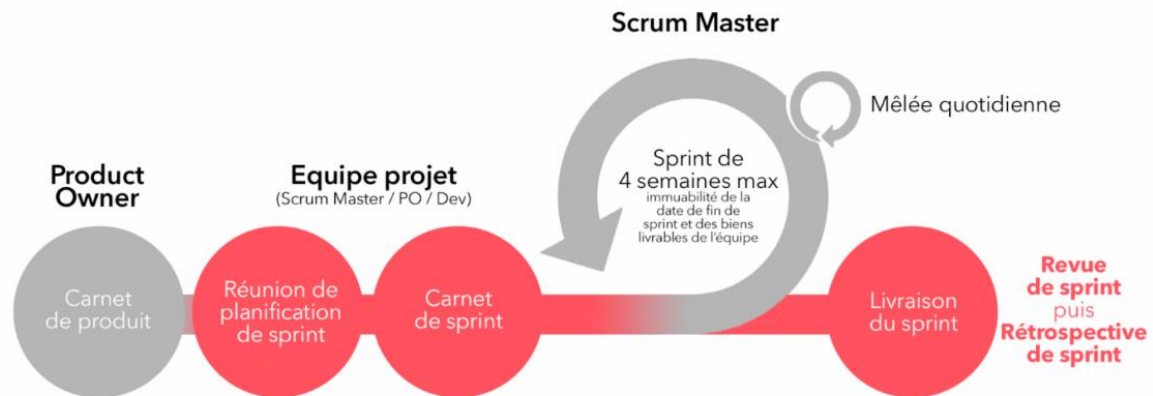 Scrum Master
Mêlée quotidienne
Product
Owner
Equipe projet
(Scrum Master / PO / Dev)
Sprint de
4 semaines max
immuabilité de la
date de fin de
sprint et des biens
livrables de l'équipe
Carnet
de produit
Réunion de
planification
de sprint
Carnet
de sprint
Livraison
du sprint
Revue
de sprint
puis
Rétrospective
de sprint